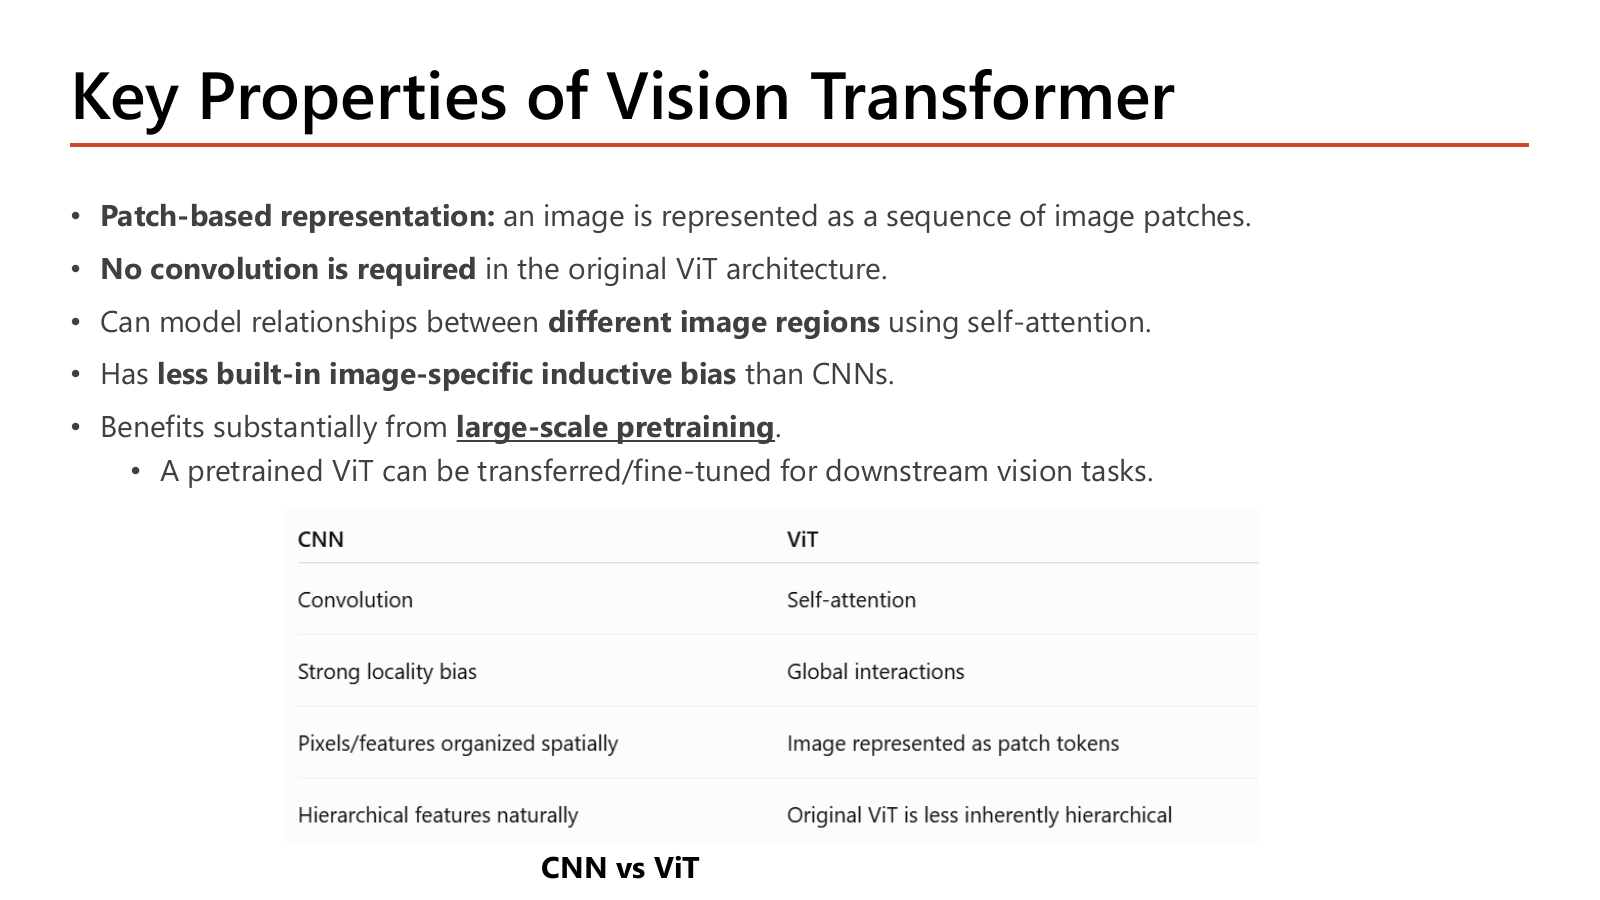 Key Properties of Vision Transformer
• Patch-based representation: an image is represented as a sequence of image patches.
• No convolution is required in the original ViT architecture.
• Can model relationships between different image regions using self-attention.
• Has less built-in image-specific inductive bias than CNNs.
• Benefits substantially from large-scale pretraining.
• A pretrained ViT can be transferred/fine-tuned for downstream vision tasks.
CNN ViT
Convolution Self-attention
Strong locality bias Global interactions
Pixels/features organized spatially Image represented as patch tokens
Hierarchical features naturally Original ViT is less inherently hierarchical
CNN vs ViT